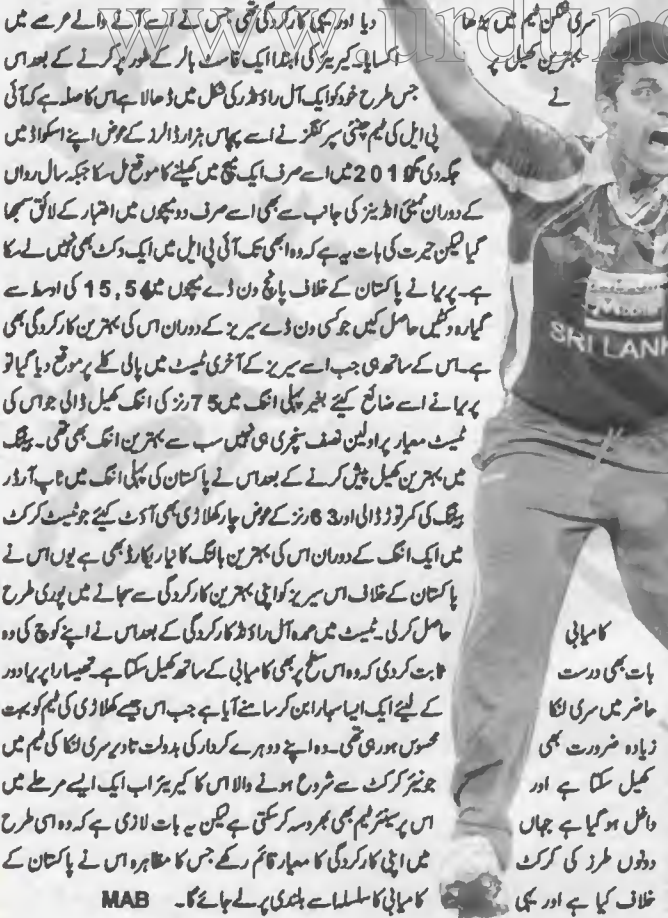 سری لنکن ٹیم میں بڑھا دیا اور یہی کارکردگی تھی جس نے اسے آنے والے عرصے میں
بہترین کھیل پر اکسایا۔ کیریئر کی ابتدا ایک فاسٹ بالر کے طور پر کرنے کے بعد اس
نے جس طرح خود کو ایک آل راؤنڈر کی شکل میں ڈھالا ہے اس کا صلہ ہے کہ آئی
پی ایل کی ٹیم چنئی سپر کنگز نے اسے پچاس ہزار ڈالرز کے عوض اپنے اسکواڈ میں
جگہ دی گو 2010 میں اسے صرف ایک میچ میں کھیلنے کا موقع مل سکا جبکہ سال رواں
کے دوران ممبئی انڈینز کی جانب سے بھی اسے صرف دو میچوں میں اعتبار کے لائق سمجھا
گیا لیکن حیرت کی بات یہ ہے کہ وہ ابھی تک آئی پی ایل میں ایک وکٹ بھی نہیں لے سکا
ہے۔ پریرا نے پاکستان کے خلاف پانچ ون ڈے میچوں میں 15,54 کی اوسط سے
گیارہ وکٹیں حاصل کیں جو کسی ون ڈے سیریز کے دوران اس کی بہترین کارکردگی بھی
ہے۔ اس کے ساتھ ہی جب اسے سیریز کے آخری ٹیسٹ میں پالی کلے پر موقع دیا گیا تو
پریرا نے اسے ضائع کیئے بغیر پہلی اننگ میں 75 رنز کی اننگ کھیل ڈالی جو اس کی
ٹیسٹ معیار پر اولین نصف سنچری ہی نہیں سب سے بہترین اننگ بھی تھی۔ بیٹنگ
میں بہترین کھیل پیش کرنے کے بعد اس نے پاکستان کی پہلی اننگ میں ٹاپ آرڈر
بیٹنگ کی کمر توڑ ڈالی اور 63 رنز کے عوض چار کھلاڑی بھی آؤٹ کیئے جو ٹیسٹ کرکٹ
میں ایک اننگ کے دوران اس کی بہترین بالنگ کا نیا ریکارڈ بھی ہے یوں اس نے
پاکستان کے خلاف اس سیریز کو اپنی بہترین کارکردگی سے سجانے میں پوری طرح
کامیابی حاصل کر لی۔ ٹیسٹ میں عمدہ آل راؤنڈ کارکردگی کے بعد اس نے اپنے کوچ کی وہ
بات بھی درست ثابت کر دی کہ وہ اس سطح پر بھی کامیابی کے ساتھ کھیل سکتا ہے۔ تھیسارا پریرا دور
حاضر میں سری لنکا کے لیئے ایک ایسا سہارا بن کر سامنے آیا ہے جب اس جیسے کھلاڑی کی ٹیم کو بہت
زیادہ ضرورت بھی محسوس ہو رہی تھی۔ وہ اپنے دوہرے کردار کی بدولت تادیر سری لنکا کی ٹیم میں
کھیل سکتا ہے اور جونیئر کرکٹ سے شروع ہونے والا اس کا کیریئر اب ایک ایسے مرحلے میں
داخل ہو گیا ہے جہاں اس پر سینئر ٹیم بھی بھروسہ کر سکتی ہے لیکن یہ بات لازمی ہے کہ وہ اسی طرح
دونوں طرز کی کرکٹ میں اپنی کارکردگی کا معیار قائم رکھے جس کا مظاہرہ اس نے پاکستان کے
خلاف کیا ہے اور یہی کامیابی کا سلسلہ اسے بلندی پر لے جائے گا۔ MAB
SRI LANK